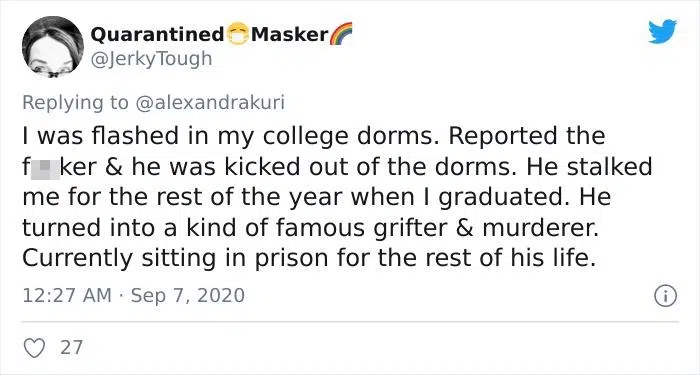 Quarantined😷Masker🌈
@JerkyTough
Replying to @alexandrakuri
I was flashed in my college dorms. Reported the
f ker & he was kicked out of the dorms. He stalked
me for the rest of the year when I graduated. He
turned into a kind of famous grifter & murderer.
Currently sitting in prison for the rest of his life.
12:27 AM · Sep 7, 2020
27